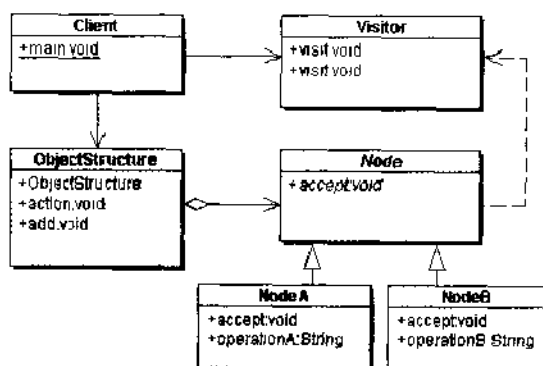 Client
+main:void
Visitor
+visit:void
+visit:void
ObjectStructure
+ObjectStructure
+action:void
+add:void
Node
+accept:void
NodeA
+accept:void
+operationA:String
NodeB
+accept:void
+operationB:String